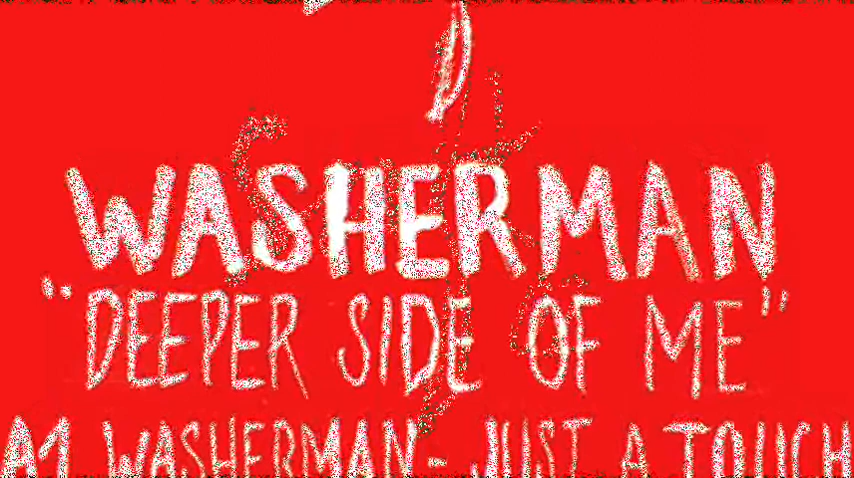 WASHERMAN
"DEEPER SIDE OF ME"
A1 WASHERMAN - JUST A TOUCH